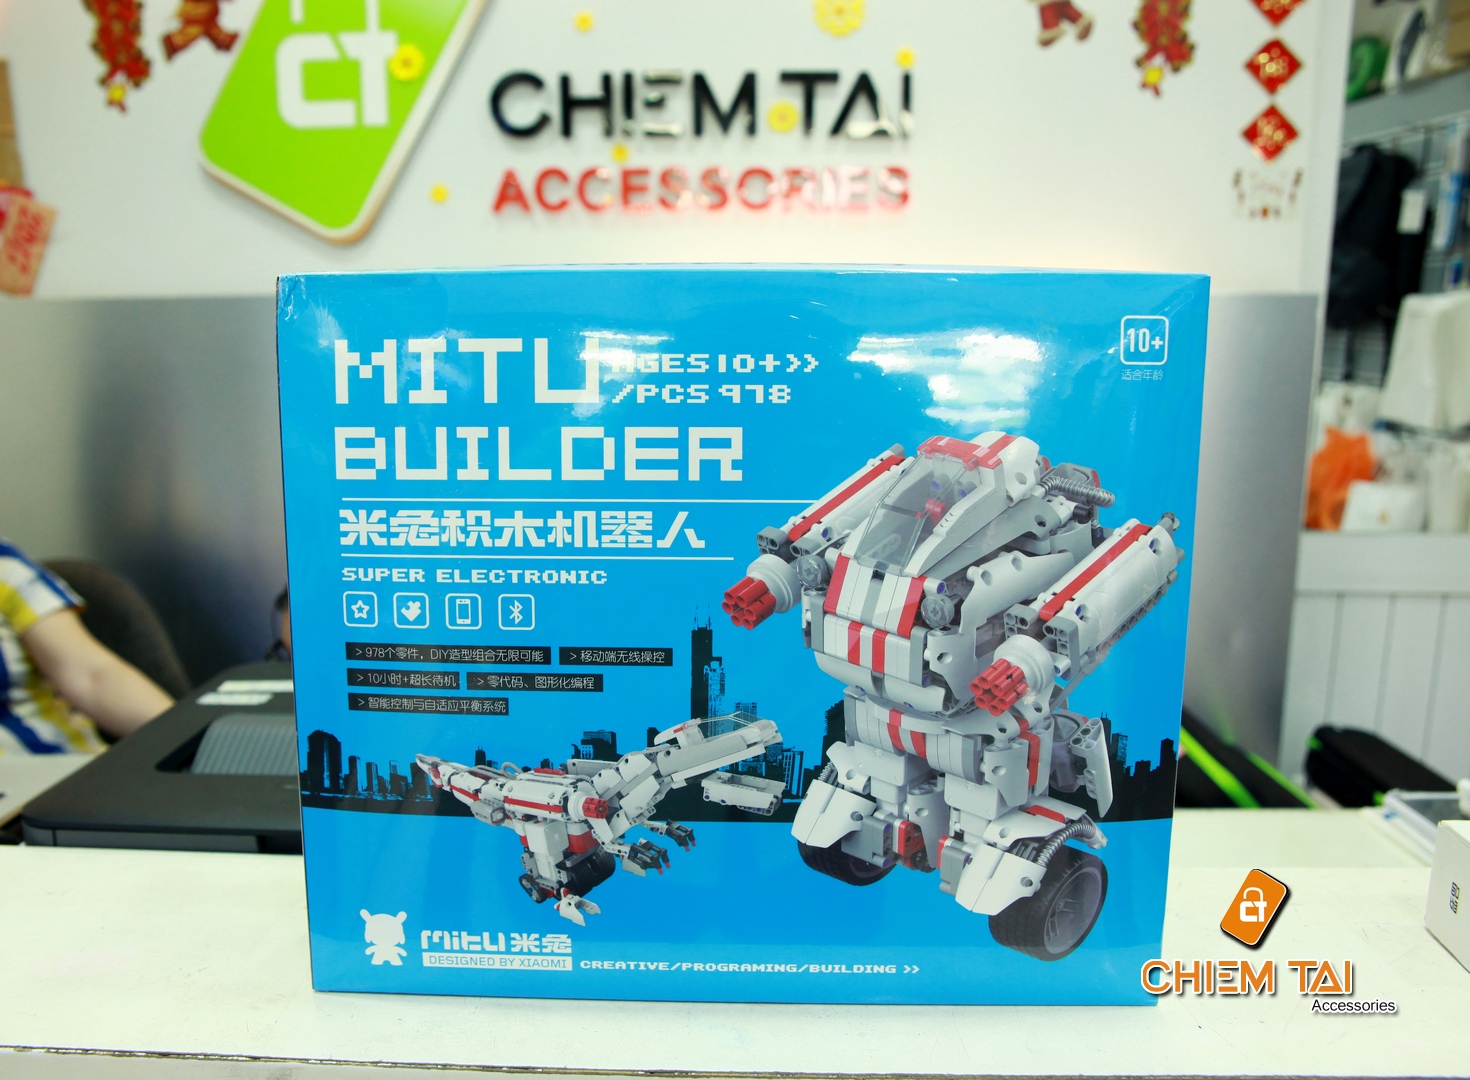 CT
CHIEM TAI
ACCESSORIES
MITU
AGES 10+ >>
/PCS 978
BUILDER
10+
适合年龄
米兔积木机器人
SUPER ELECTRONIC
> 978个零件，DIY造型组合无限可能
> 移动端无线操控
> 10小时+超长待机
> 零代码、图形化编程
> 智能控制与自适应平衡系统
mitu 米兔
DESIGNED BY XIAOMI
CREATIVE/PROGRAMING/BUILDING >>
CT
CHIEM TAI
Accessories